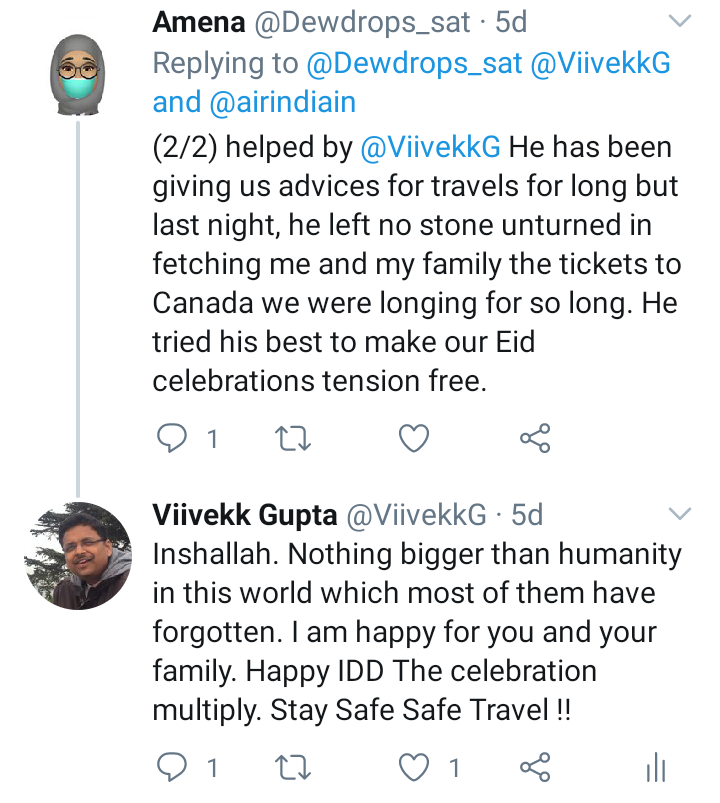 Amena @Dewdrops_sat · 5d
Replying to @Dewdrops_sat @ViivekkG
and @airindiain
(2/2) helped by @ViivekkG He has been
giving us advices for travels for long but
last night, he left no stone unturned in
fetching me and my family the tickets to
Canada we were longing for so long. He
tried his best to make our Eid
celebrations tension free.
1
Viivekk Gupta @ViivekkG · 5d
Inshallah. Nothing bigger than humanity
in this world which most of them have
forgotten. I am happy for you and your
family. Happy IDD The celebration
multiply. Stay Safe Safe Travel !!
1 1